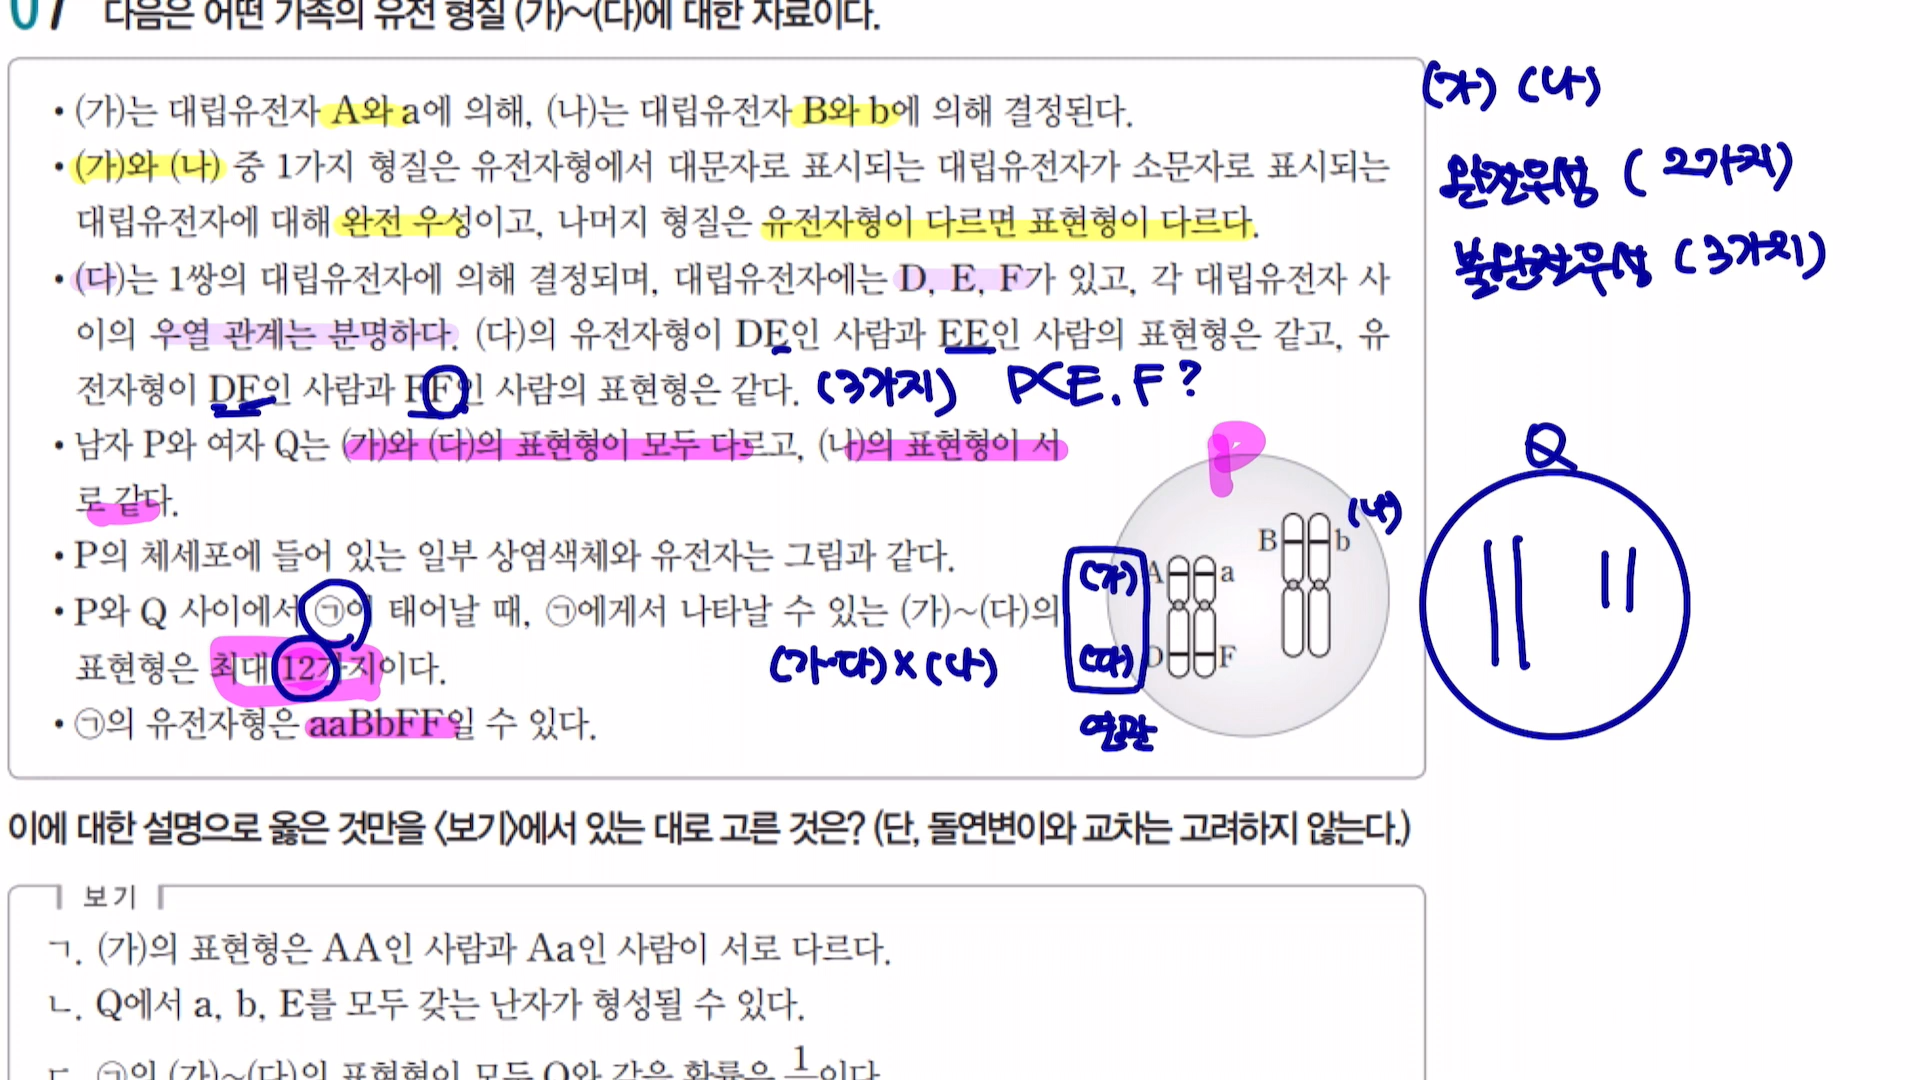 07 다음은 어떤 가족의 유전 형질 (가)~(다)에 대한 자료이다.
• (가)는 대립유전자 A와 a에 의해, (나)는 대립유전자 B와 b에 의해 결정된다.
• (가)와 (나) 중 1가지 형질은 유전자형에서 대문자로 표시되는 대립유전자가 소문자로 표시되는
대립유전자에 대해 완전 우성이고, 나머지 형질은 유전자형이 다르면 표현형이 다르다.
• (다)는 1쌍의 대립유전자에 의해 결정되며, 대립유전자에는 D, E, F가 있고, 각 대립유전자 사
이의 우열 관계는 분명하다. (다)의 유전자형이 DE인 사람과 EE인 사람의 표현형은 같고, 유
전자형이 DF인 사람과 FF인 사람의 표현형은 같다. (3가지) D<E, F ?
• 남자 P와 여자 Q는 (가)와 (다)의 표현형이 모두 다르고, (나)의 표현형이 서
로 같다.
• P의 체세포에 들어 있는 일부 상염색체와 유전자는 그림과 같다.
• P와 Q 사이에서 ㉠이 태어날 때, ㉠에게서 나타날 수 있는 (가)~(다)의
표현형은 최대 12가지이다. (가·다)×(나)
• ㉠의 유전자형은 aaBbFF일 수 있다.
(가) (나)
완전우성 (2가지)
불완전우성 (3가지)
P
(나)
B b
(가) A a
(다) D F
연관
Q
이에 대한 설명으로 옳은 것만을 〈보기〉에서 있는 대로 고른 것은? (단, 돌연변이와 교차는 고려하지 않는다.)
보기
ㄱ. (가)의 표현형은 AA인 사람과 Aa인 사람이 서로 다르다.
ㄴ. Q에서 a, b, E를 모두 갖는 난자가 형성될 수 있다.
ㄷ. ㉠의 (가)~(다)의 표현형이 모두 Q와 같을 확률은 1 이다.